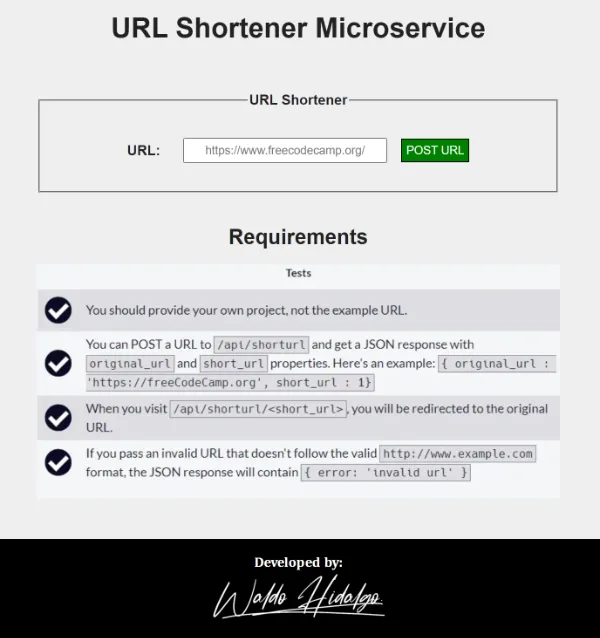 URL Shortener Microservice
URL Shortener
URL:
https://www.freecodecamp.org/
POST URL
Requirements
Tests
You should provide your own project, not the example URL.
You can POST a URL to /api/shorturl and get a JSON response with
original_url and short_url properties. Here's an example: { original_url :
'https://freeCodeCamp.org', short_url : 1}
When you visit /api/shorturl/<short_url>, you will be redirected to the original
URL.
If you pass an invalid URL that doesn't follow the valid http://www.example.com
format, the JSON response will contain { error: 'invalid url' }
Developed by:
Waldo Hidalgo.